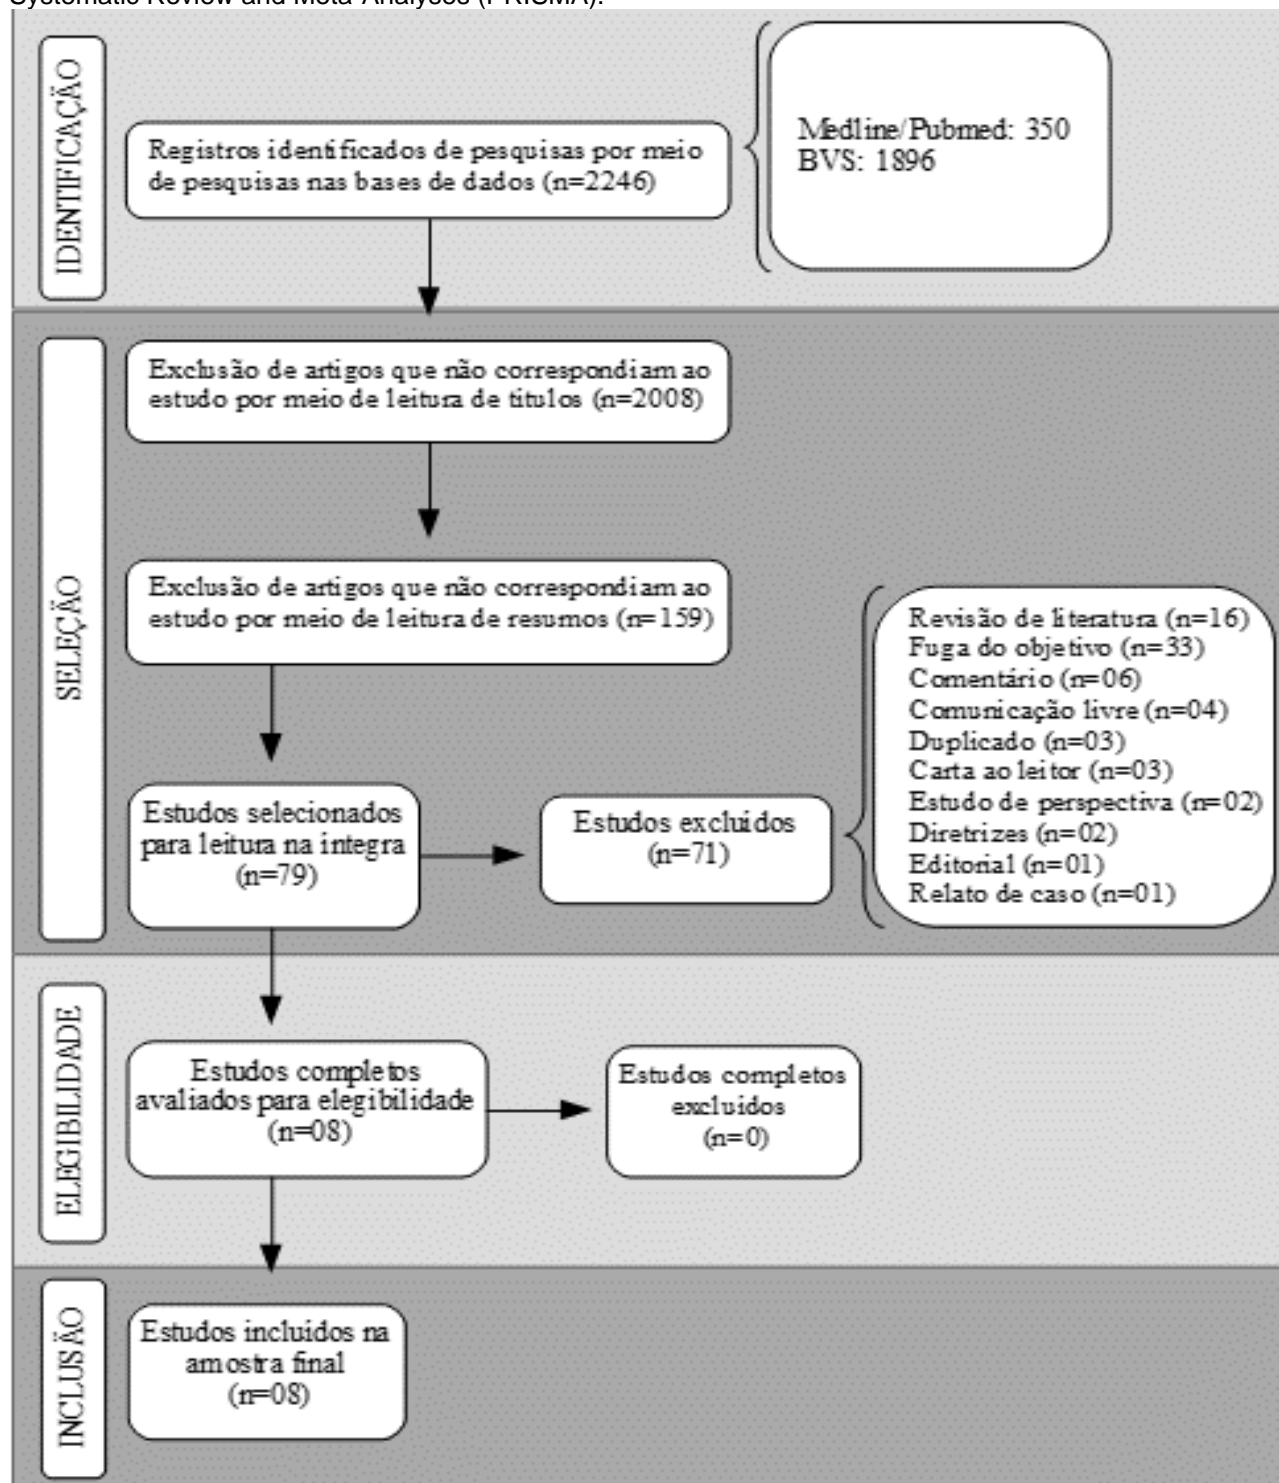 Systematic Review and Meta-Analyses (PRISMA).
IDENTIFICAÇÃO
Registros identificados de pesquisas por meio
de pesquisas nas bases de dados (n=2246)
Medline/Pubmed: 350
BVS: 1896
SELEÇÃO
Exclusão de artigos que não correspondiam ao
estudo por meio de leitura de titulos (n=2008)
Exclusão de artigos que não correspondiam ao
estudo por meio de leitura de resumos (n=159)
Estudos selecionados
para leitura na integra
(n=79)
Estudos excluidos
(n=71)
Revisão de literatura (n=16)
Fuga do objetivo (n=33)
Comentário (n=06)
Comunicação livre (n=04)
Duplicado (n=03)
Carta ao leitor (n=03)
Estudo de perspectiva (n=02)
Diretrizes (n=02)
Editorial (n=01)
Relato de caso (n=01)
ELEGIBILIDADE
Estudos completos
avaliados para elegibilidade
(n=08)
Estudos completos
excluidos
(n=0)
INCLUSÃO
Estudos incluidos na
amostra final
(n=08)